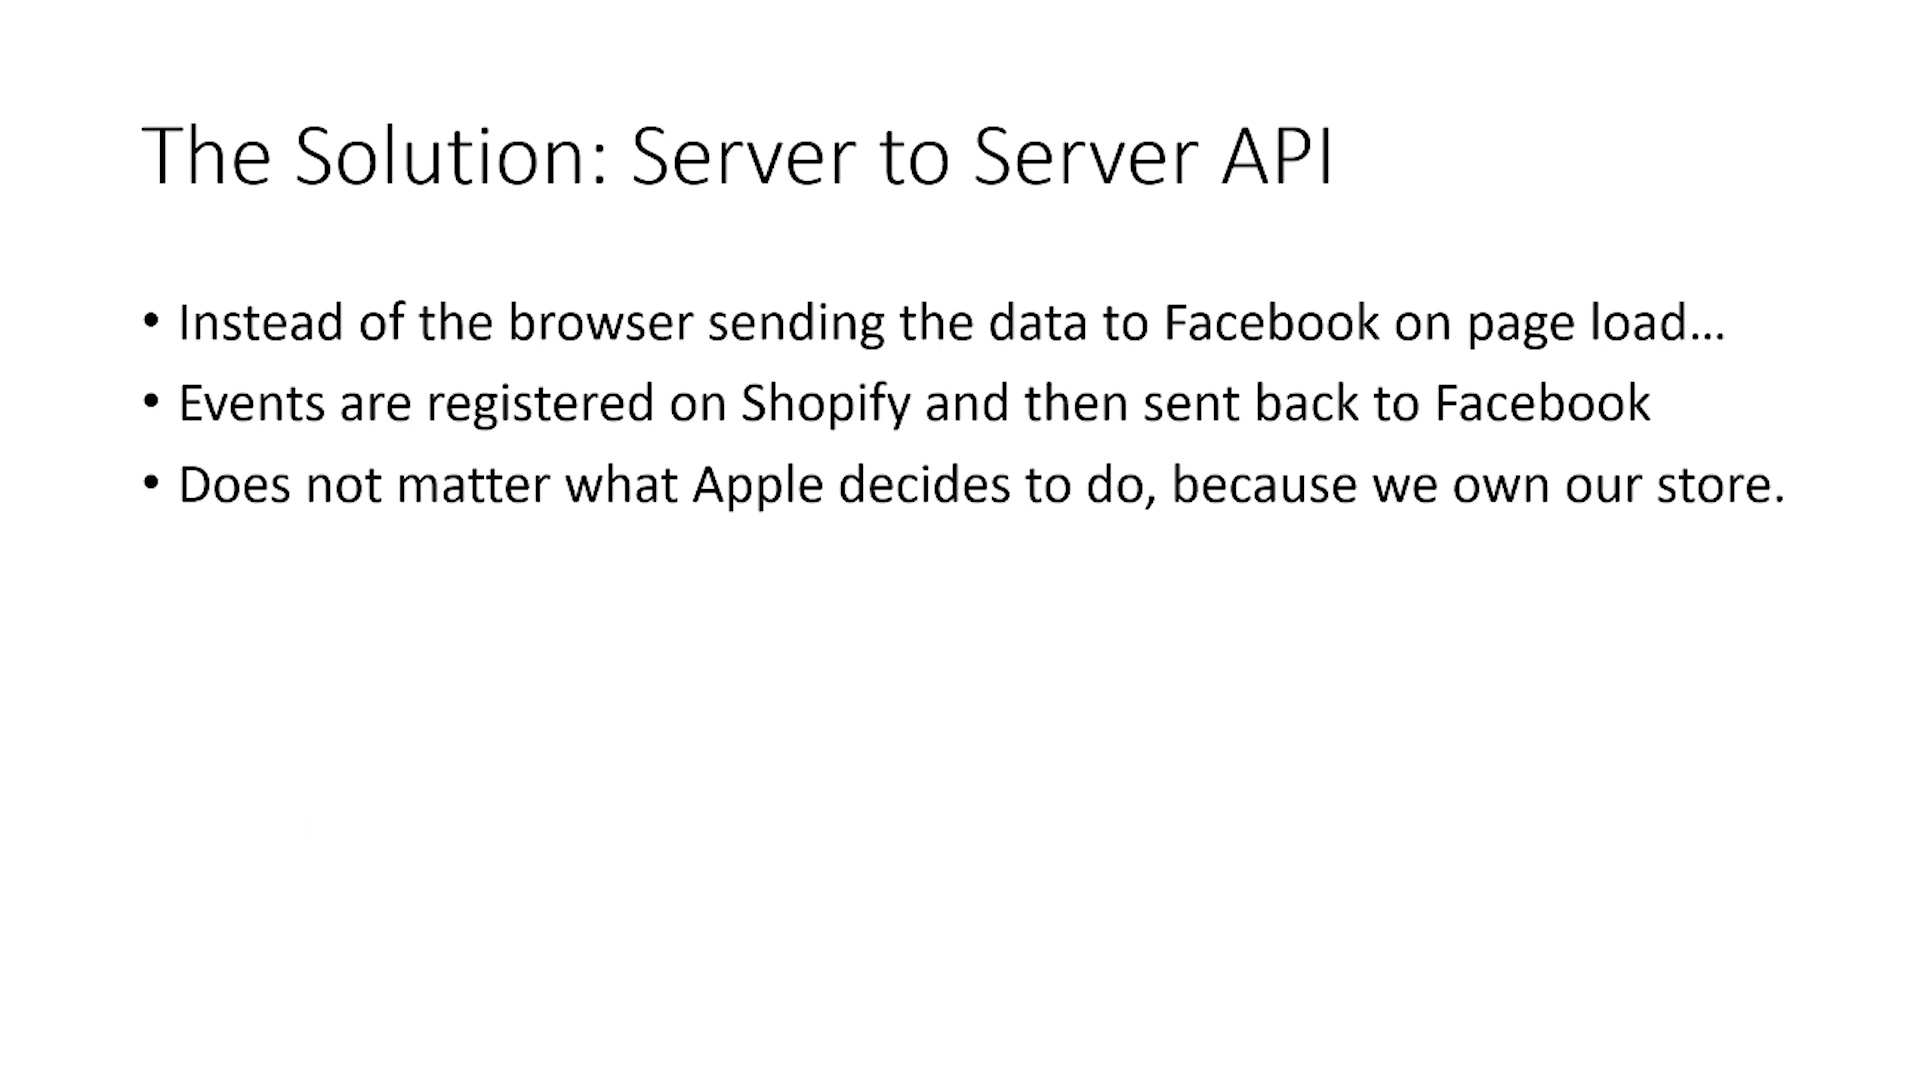 The Solution: Server to Server API
• Instead of the browser sending the data to Facebook on page load…
• Events are registered on Shopify and then sent back to Facebook
• Does not matter what Apple decides to do, because we own our store.